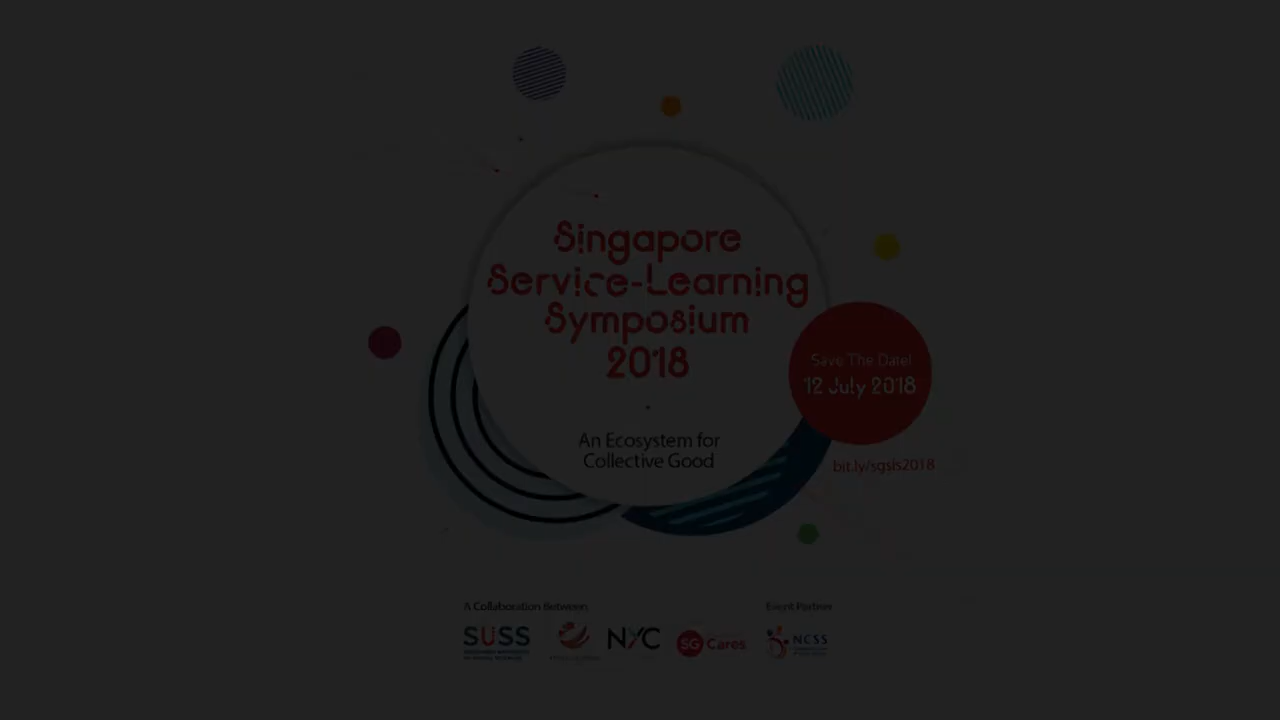 Singapore
Service-Learning
Symposium
2018
An Ecosystem for
Collective Good
Save The Date!
12 July 2018
bit.ly/sgsls2018
A Collaboration Between
SUSS
NYC
SG Cares
Event Partner
NCSS